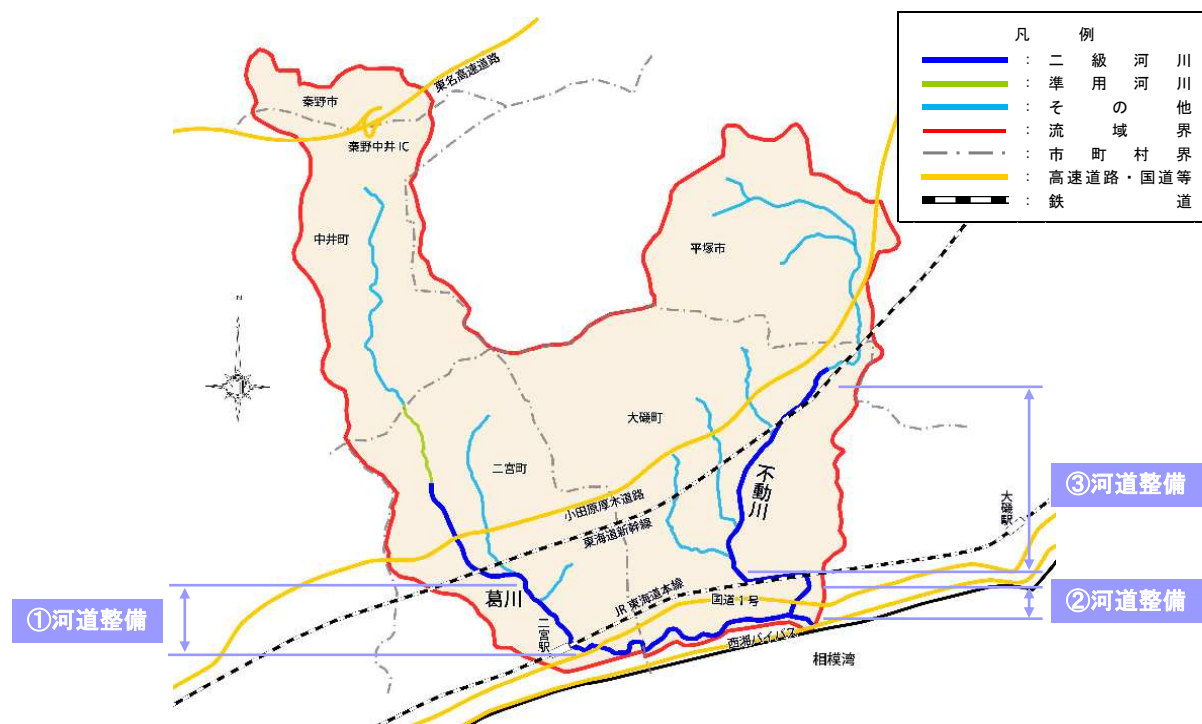 凡例
： 二級河川
： 準用河川
： その他
： 流域界
： 市町村界
： 高速道路・国道等
： 鉄道
東名高速道路
秦野市
秦野中井IC
中井町
平塚市
N
大磯町
二宮町
不動川
小田原厚木道路
東海道新幹線
③河道整備
大磯駅
葛川
JR東海道本線
国道1号
②河道整備
①河道整備
二宮駅
西湘バイパス
相模湾